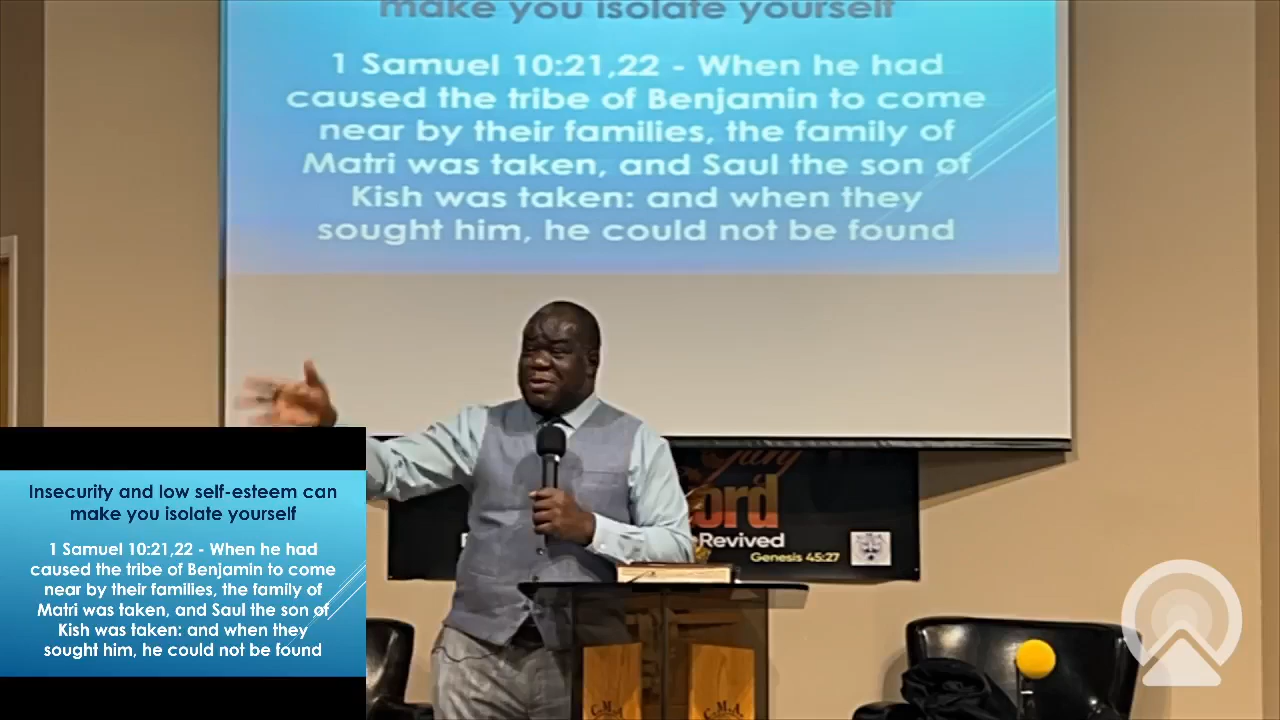 make you isolate yourself
1 Samuel 10:21,22 - When he had
caused the tribe of Benjamin to come
near by their families, the family of
Matri was taken, and Saul the son of
Kish was taken: and when they
sought him, he could not be found
Insecurity and low self-esteem can
make you isolate yourself
1 Samuel 10:21,22 - When he had
caused the tribe of Benjamin to come
near by their families, the family of
Matri was taken, and Saul the son of
Kish was taken: and when they
sought him, he could not be found
ord
Revived
Genesis 45:27
C.M.A. C.M.A.